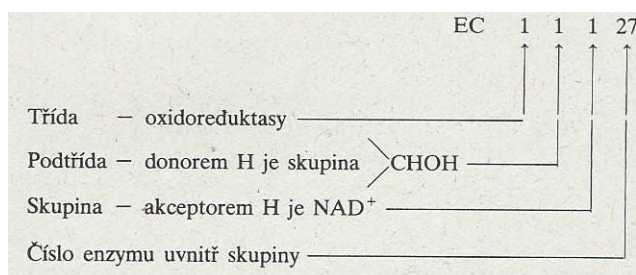 EC 1 1 1 27
Třída – oxidoreduktasy
Podtřída – donorem H je skupina >CHOH
Skupina – akceptorem H je NAD⁺
Číslo enzymu uvnitř skupiny